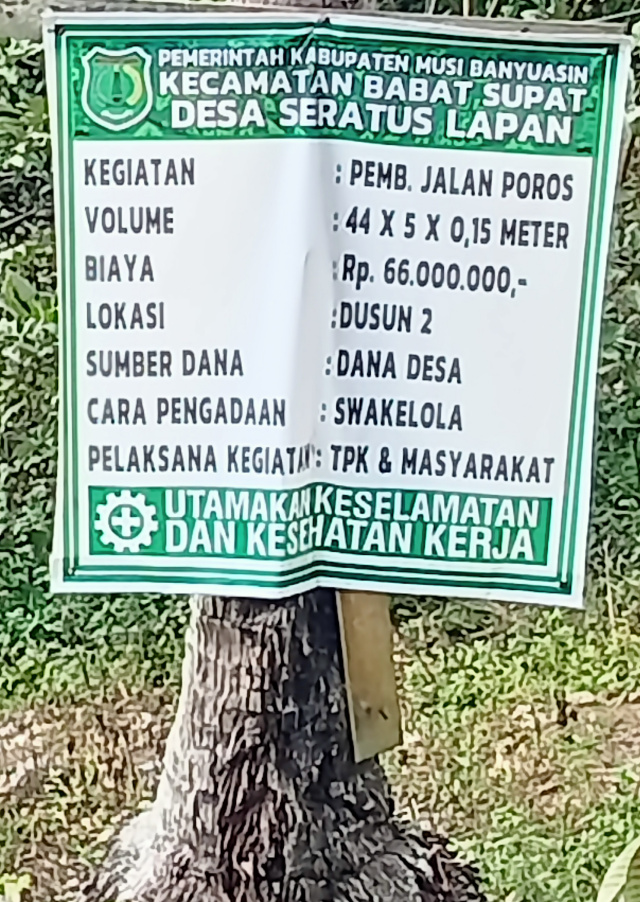 PEMERINTAH KABUPATEN MUSI BANYUASIN
KECAMATAN BABAT SUPAT
DESA SERATUS LAPAN
KEGIATAN : PEMB. JALAN POROS
VOLUME : 44 X 5 X 0,15 METER
BIAYA : Rp. 66.000.000,-
LOKASI : DUSUN 2
SUMBER DANA : DANA DESA
CARA PENGADAAN : SWAKELOLA
PELAKSANA KEGIATAN : TPK & MASYARAKAT
UTAMAKAN KESELAMATAN
DAN KESEHATAN KERJA